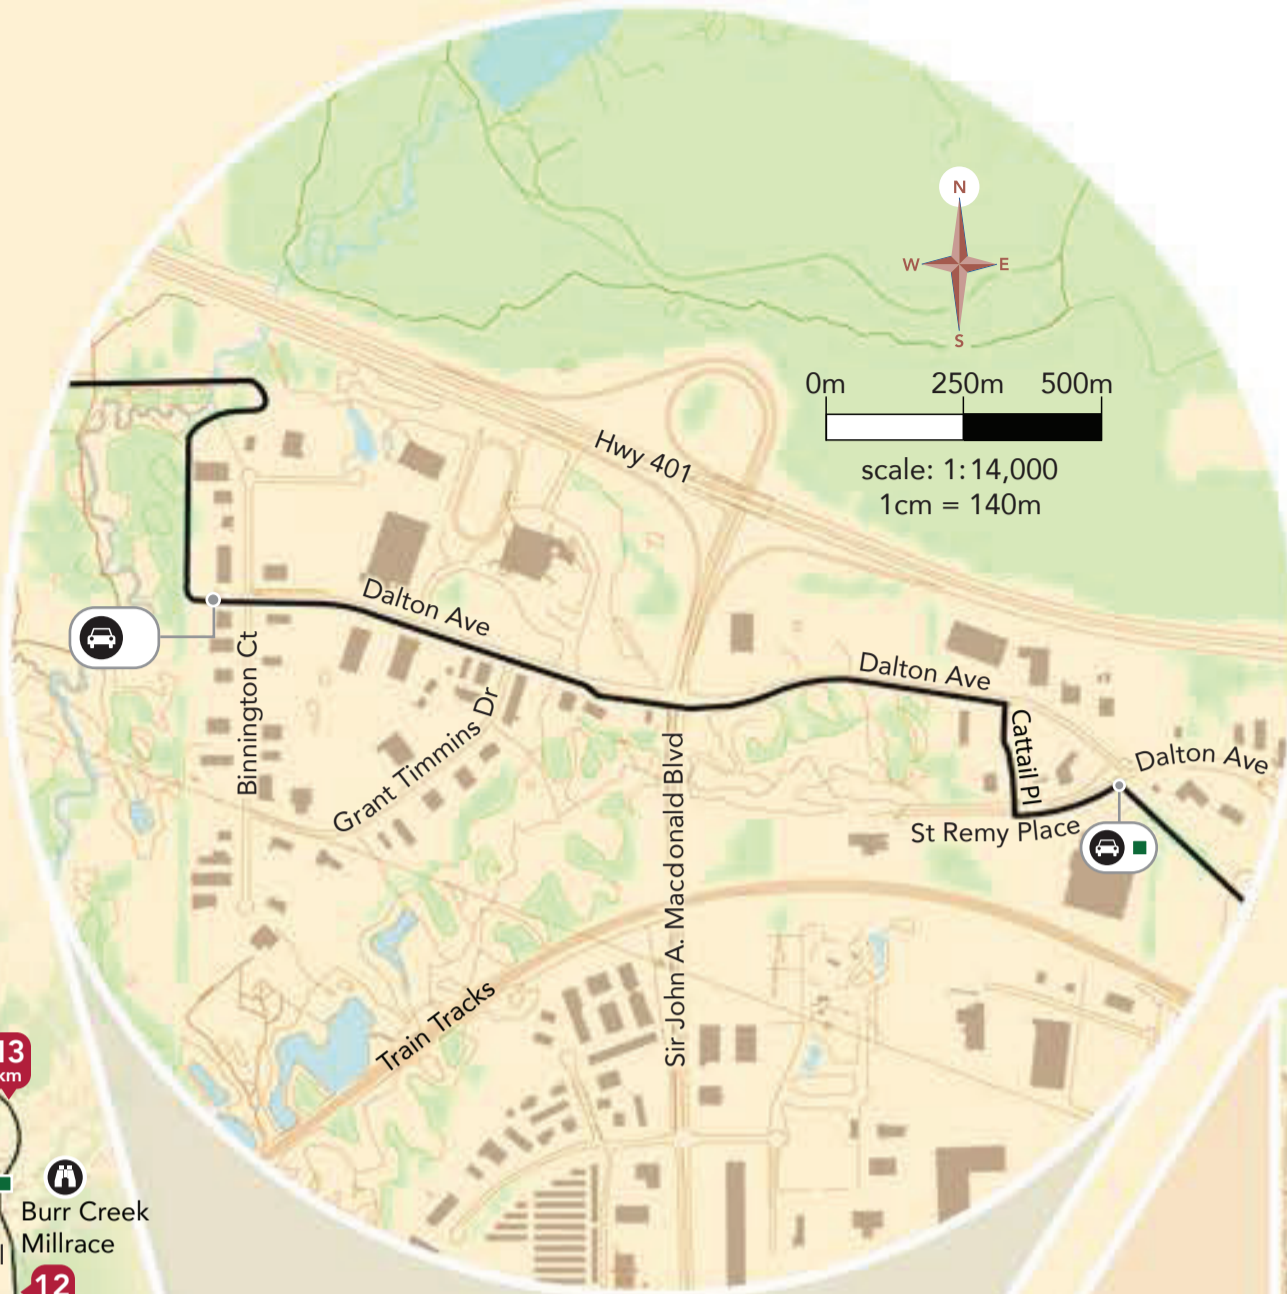 N
W
E
S
0m
250m
500m
scale: 1:14,000
1cm = 140m
Hwy 401
Dalton Ave
Dalton Ave
Cattail Pl
Dalton Ave
Binnington Ct
Grant Timmins Dr
Sir John A. Macdonald Blvd
St Remy Place
Train Tracks
13
km
Burr Creek
Millrace
12